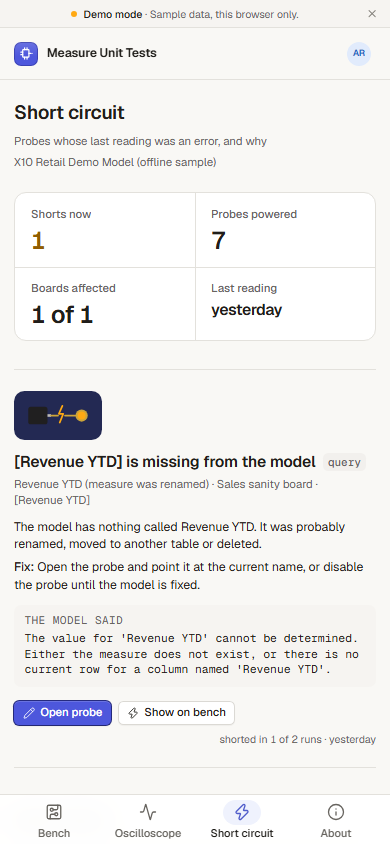 Demo mode · Sample data, this browser only.
Measure Unit Tests
AR
Short circuit
Probes whose last reading was an error, and why
X10 Retail Demo Model (offline sample)
Shorts now
1
Probes powered
7
Boards affected
1 of 1
Last reading
yesterday
[Revenue YTD] is missing from the model query
Revenue YTD (measure was renamed) · Sales sanity board ·
[Revenue YTD]
The model has nothing called Revenue YTD. It was probably
renamed, moved to another table or deleted.
Fix: Open the probe and point it at the current name, or disable
the probe until the model is fixed.
THE MODEL SAID
The value for 'Revenue YTD' cannot be determined.
Either the measure does not exist, or there is no
current row for a column named 'Revenue YTD'.
Open probe
Show on bench
shorted in 1 of 2 runs · yesterday
Bench
Oscilloscope
Short circuit
About